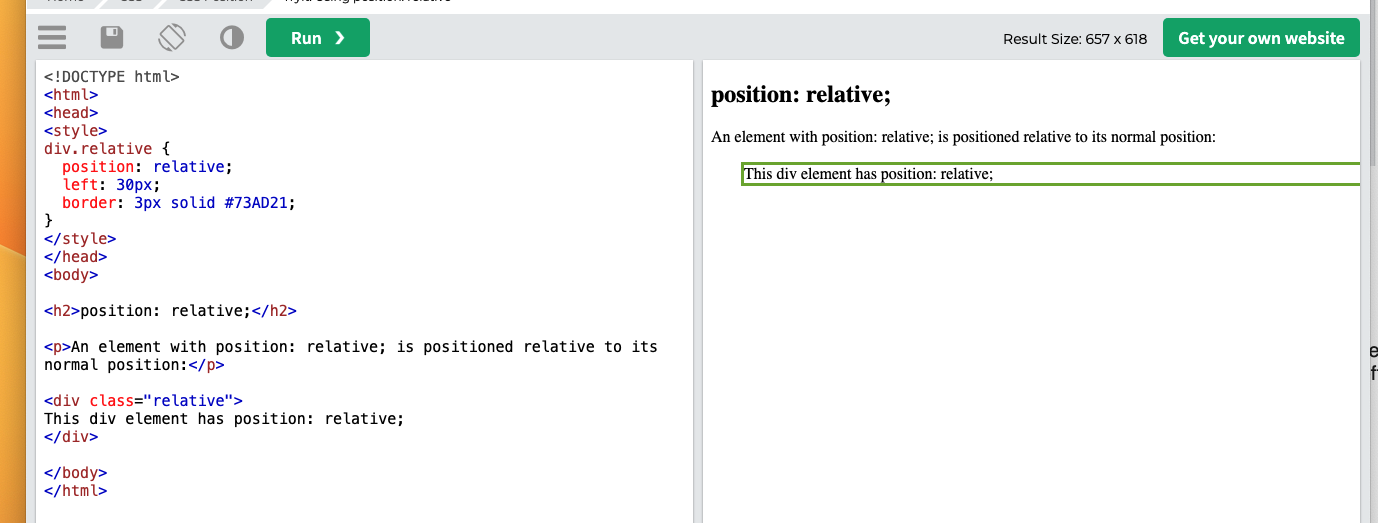 Run ❯
Result Size: 657 x 618
Get your own website
<!DOCTYPE html>
<html>
<head>
<style>
div.relative {
  position: relative;
  left: 30px;
  border: 3px solid #73AD21;
}
</style>
</head>
<body>

<h2>position: relative;</h2>

<p>An element with position: relative; is positioned relative to its
normal position:</p>

<div class="relative">
This div element has position: relative;
</div>

</body>
</html>
position: relative;
An element with position: relative; is positioned relative to its normal position:
This div element has position: relative;